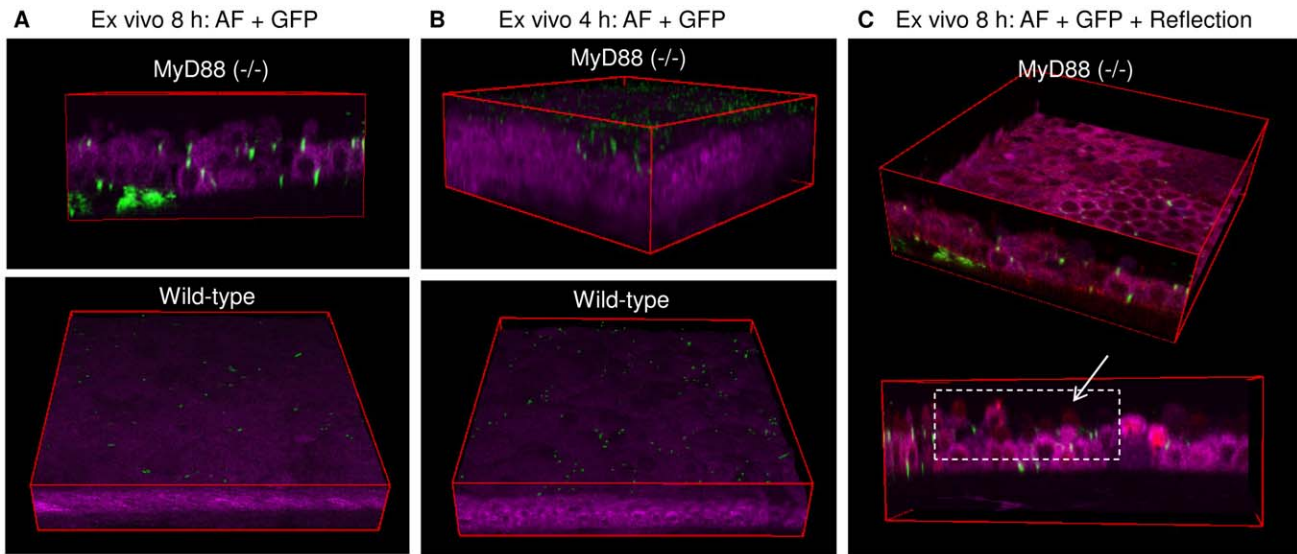 A Ex vivo 8 h: AF + GFP
MyD88 (-/-)
Wild-type
B Ex vivo 4 h: AF + GFP
MyD88 (-/-)
Wild-type
C Ex vivo 8 h: AF + GFP + Reflection
MyD88 (-/-)